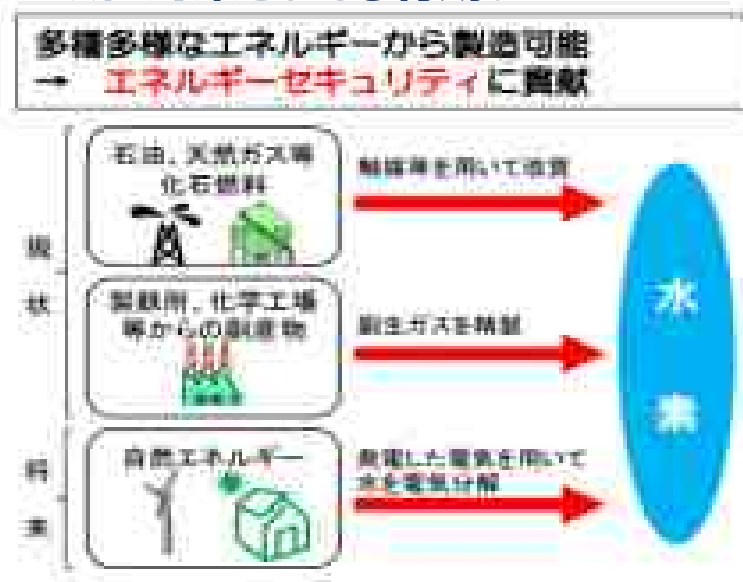 多種多様なエネルギーから製造可能
→ エネルギーセキュリティに貢献
石油、天然ガス等
化石燃料
触媒等を用いて改質
現状
製鉄所、化学工場
等からの副産物
副生ガスを精製
水素
将来
自然エネルギー
発電した電気を用いて
水を電気分解